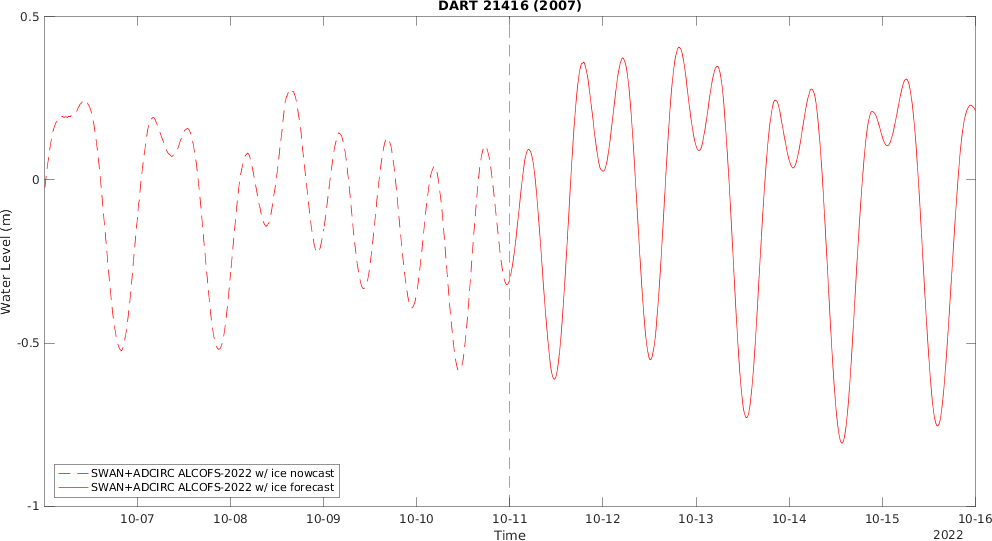 DART 21416 (2007)
0.5
0
-0.5
-1
Water Level (m)
SWAN+ADCIRC ALCOFS-2022 w/ ice nowcast
SWAN+ADCIRC ALCOFS-2022 w/ ice forecast
10-07 10-08 10-09 10-10 10-11 10-12 10-13 10-14 10-15 10-16
Time
2022